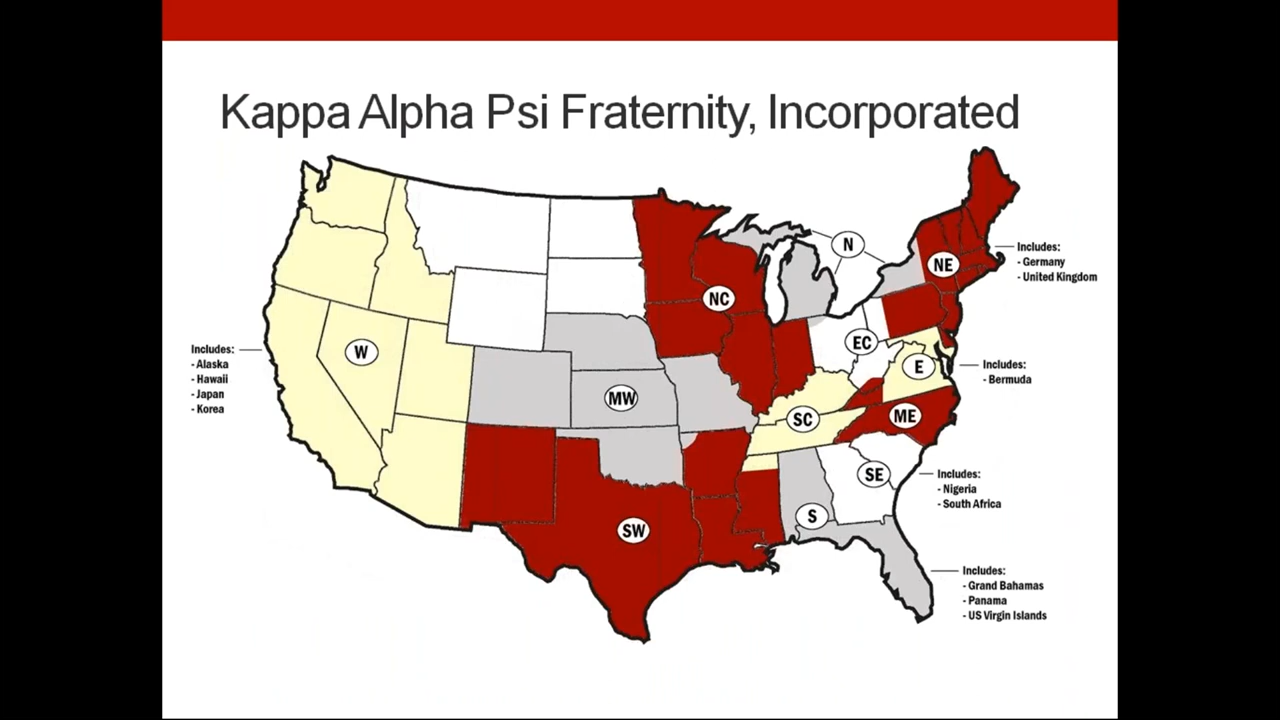 Kappa Alpha Psi Fraternity, Incorporated
N
Includes:
- Germany
- United Kingdom
NE
NC
EC
Includes:
- Alaska
- Hawaii
- Japan
- Korea
W
E
Includes:
- Bermuda
MW
SC
ME
SE
Includes:
- Nigeria
- South Africa
S
SW
Includes:
- Grand Bahamas
- Panama
- US Virgin Islands